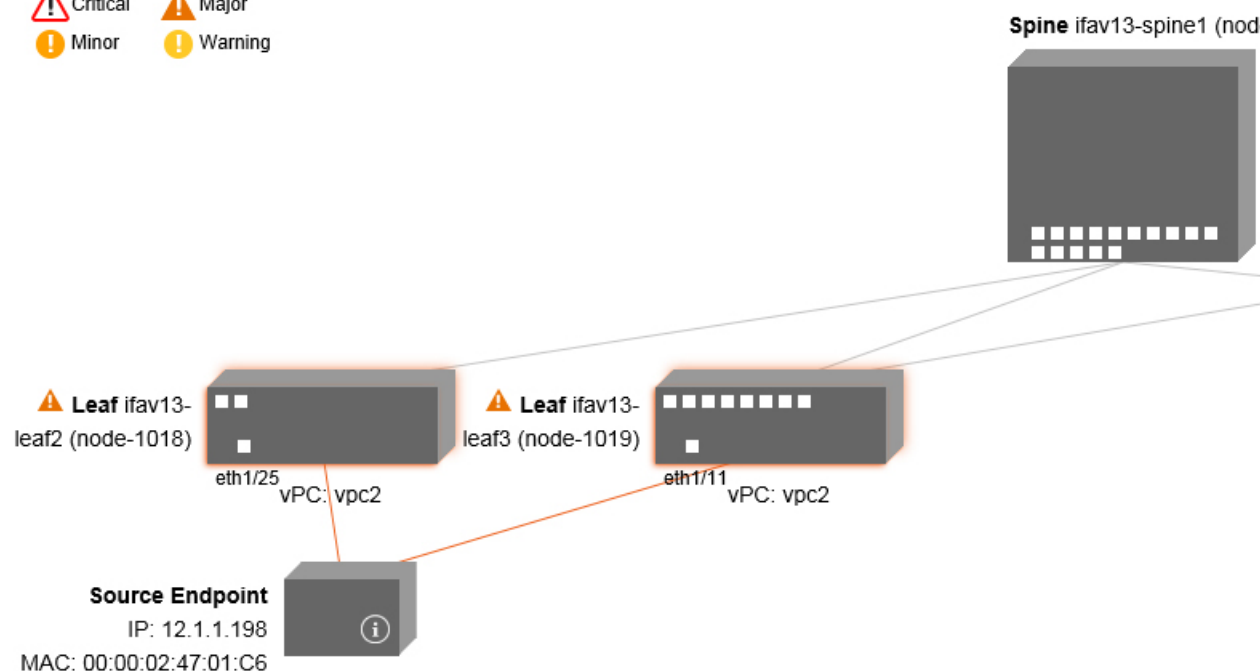 Critical
Major
Minor
Warning
Spine ifav13-spine1 (nod
Leaf ifav13-
leaf2 (node-1018)
eth1/25
vPC: vpc2
Leaf ifav13-
leaf3 (node-1019)
eth1/11
vPC: vpc2
Source Endpoint
IP: 12.1.1.198
MAC: 00:00:02:47:01:C6